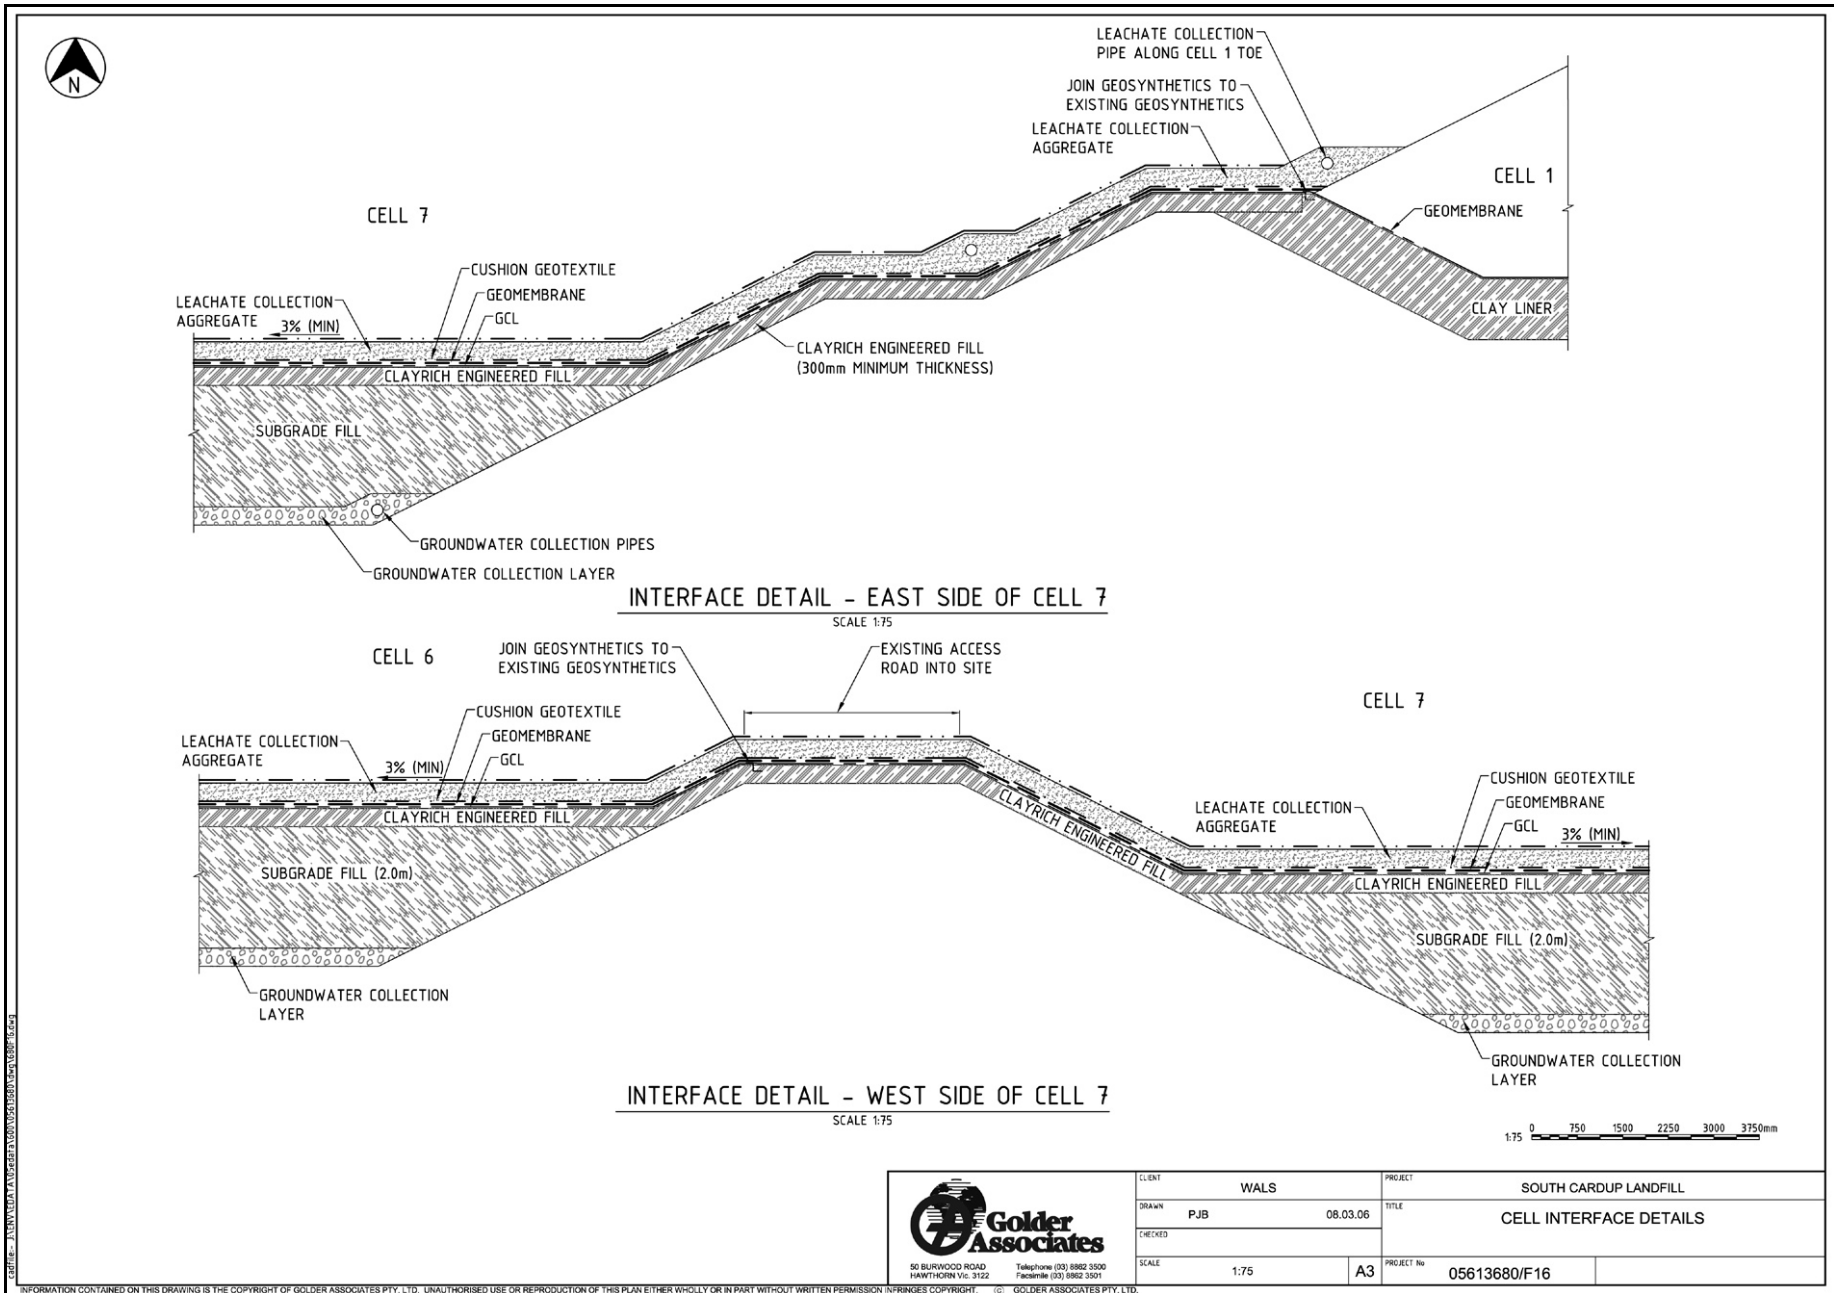 N
LEACHATE COLLECTION
PIPE ALONG CELL 1 TOE
JOIN GEOSYNTHETICS TO
EXISTING GEOSYNTHETICS
LEACHATE COLLECTION
AGGREGATE
CELL 1
GEOMEMBRANE
CELL 7
CUSHION GEOTEXTILE
GEOMEMBRANE
GCL
LEACHATE COLLECTION
AGGREGATE
3% (MIN)
CLAY LINER
CLAYRICH ENGINEERED FILL
(300mm MINIMUM THICKNESS)
CLAYRICH ENGINEERED FILL
SUBGRADE FILL
GROUNDWATER COLLECTION PIPES
GROUNDWATER COLLECTION LAYER
INTERFACE DETAIL - EAST SIDE OF CELL 7
SCALE 1:75
CELL 6
JOIN GEOSYNTHETICS TO
EXISTING GEOSYNTHETICS
EXISTING ACCESS
ROAD INTO SITE
CELL 7
CUSHION GEOTEXTILE
GEOMEMBRANE
GCL
LEACHATE COLLECTION
AGGREGATE
3% (MIN)
CLAYRICH ENGINEERED FILL
CLAYRICH ENGINEERED FILL
LEACHATE COLLECTION
AGGREGATE
CUSHION GEOTEXTILE
GEOMEMBRANE
GCL
3% (MIN)
CLAYRICH ENGINEERED FILL
SUBGRADE FILL (2.0m)
SUBGRADE FILL (2.0m)
GROUNDWATER COLLECTION
LAYER
GROUNDWATER COLLECTION
LAYER
INTERFACE DETAIL - WEST SIDE OF CELL 7
SCALE 1:75
1:75 0 750 1500 2250 3000 3750mm
Golder
Associates
50 BURWOOD ROAD
HAWTHORN Vic. 3122
Telephone (03) 8862 3500
Facsimile (03) 8862 3501
CLIENT WALS
DRAWN PJB 08.03.06
CHECKED
SCALE 1:75 A3
PROJECT SOUTH CARDUP LANDFILL
TITLE CELL INTERFACE DETAILS
PROJECT No 05613680/F16
INFORMATION CONTAINED ON THIS DRAWING IS THE COPYRIGHT OF GOLDER ASSOCIATES PTY. LTD. UNAUTHORISED USE OR REPRODUCTION OF THIS PLAN EITHER WHOLLY OR IN PART WITHOUT WRITTEN PERMISSION INFRINGES COPYRIGHT. © GOLDER ASSOCIATES PTY. LTD.